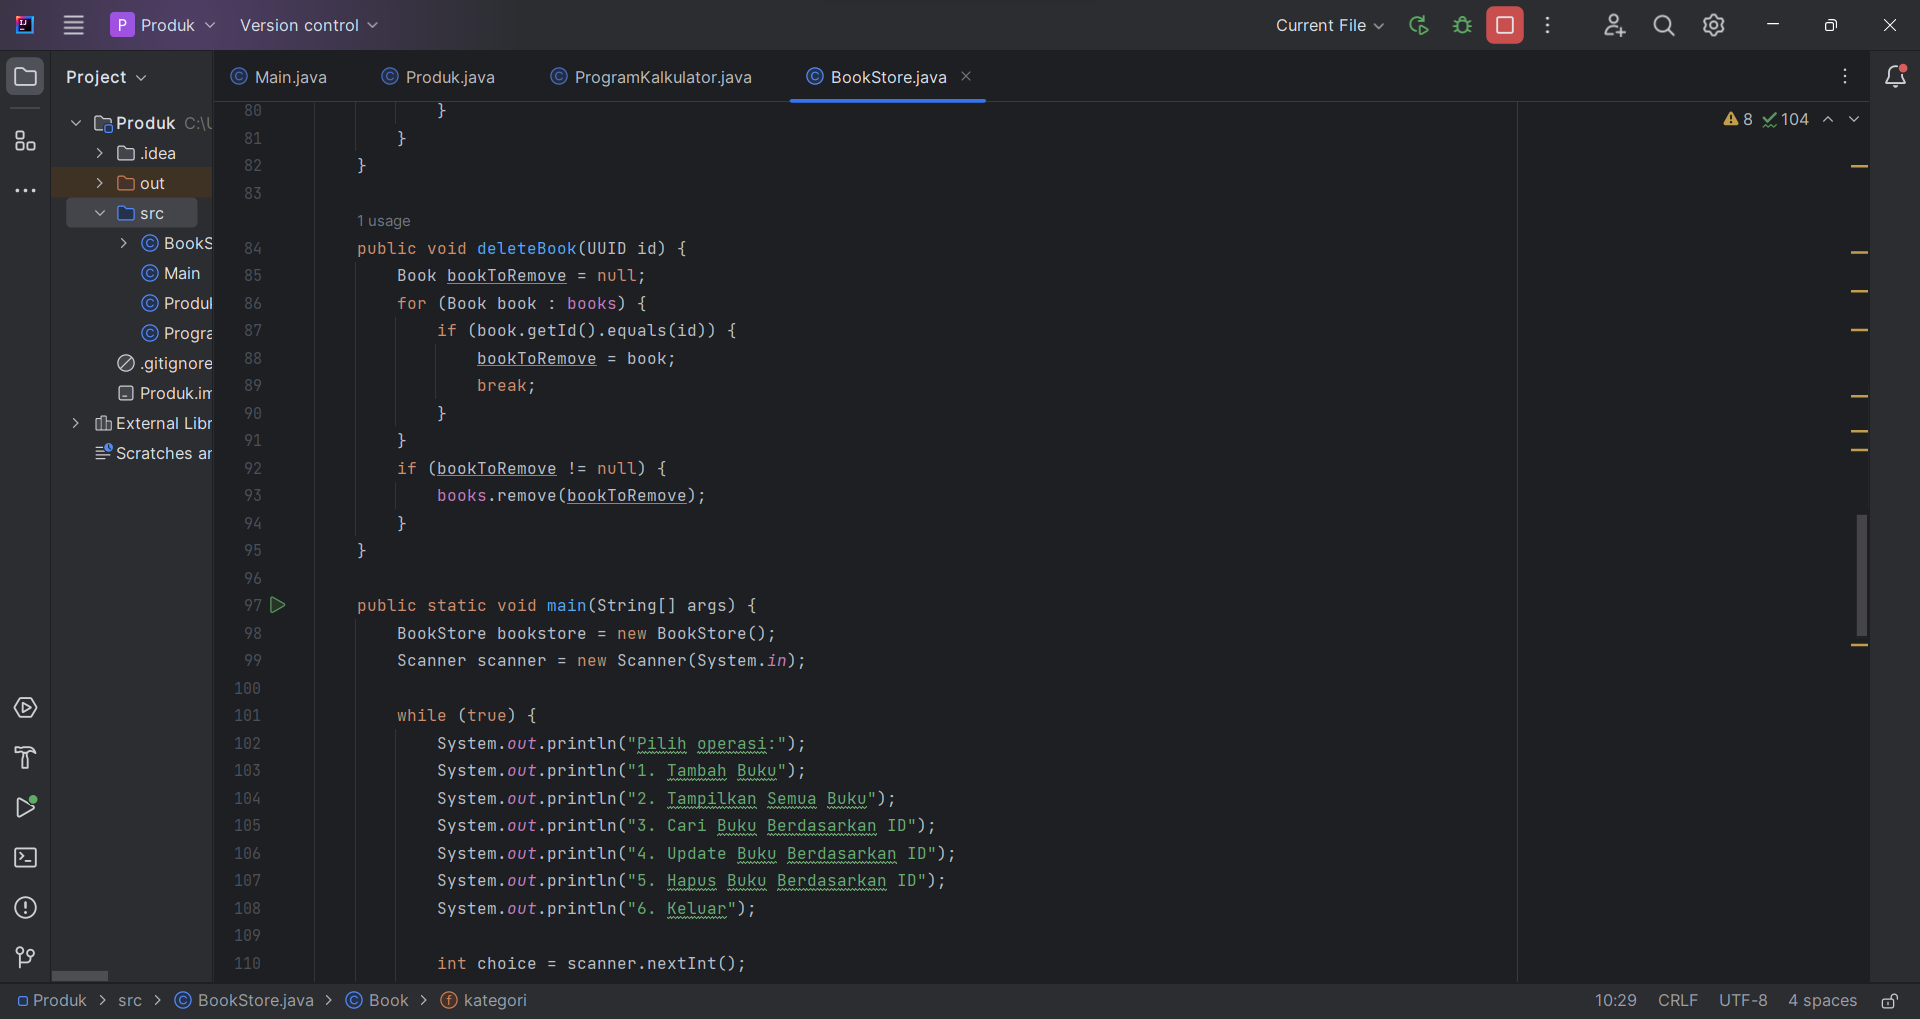 P Produk Version control Current File
Project
Main.java Produk.java ProgramKalkulator.java BookStore.java
Produk C:\U
.idea
out
src
BookS
Main
Produk
Progra
.gitignore
Produk.im
External Libr
Scratches ar
8 104
80 }
81 }
82 }
83
1 usage
84 public void deleteBook(UUID id) {
85 Book bookToRemove = null;
86 for (Book book : books) {
87 if (book.getId().equals(id)) {
88 bookToRemove = book;
89 break;
90 }
91 }
92 if (bookToRemove != null) {
93 books.remove(bookToRemove);
94 }
95 }
96
97 public static void main(String[] args) {
98 BookStore bookstore = new BookStore();
99 Scanner scanner = new Scanner(System.in);
100
101 while (true) {
102 System.out.println("Pilih operasi:");
103 System.out.println("1. Tambah Buku");
104 System.out.println("2. Tampilkan Semua Buku");
105 System.out.println("3. Cari Buku Berdasarkan ID");
106 System.out.println("4. Update Buku Berdasarkan ID");
107 System.out.println("5. Hapus Buku Berdasarkan ID");
108 System.out.println("6. Keluar");
109
110 int choice = scanner.nextInt();
Produk > src > BookStore.java > Book > kategori 10:29 CRLF UTF-8 4 spaces